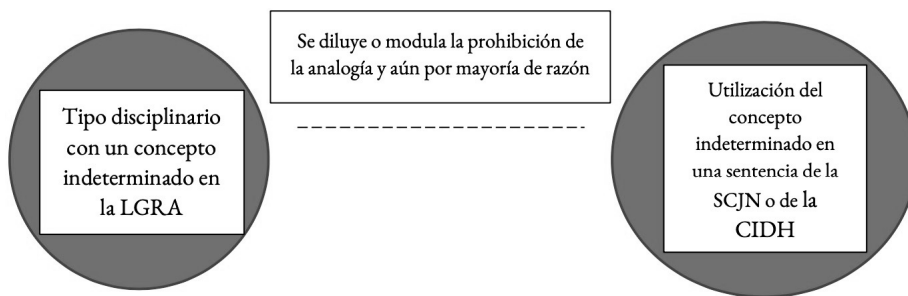 Se diluye o modula la prohibición de
la analogía y aún por mayoría de razón
Tipo disciplinario
con un concepto
indeterminado en
la LGRA
Utilización del
concepto
indeterminado en
una sentencia de la
SCJN o de la
CIDH